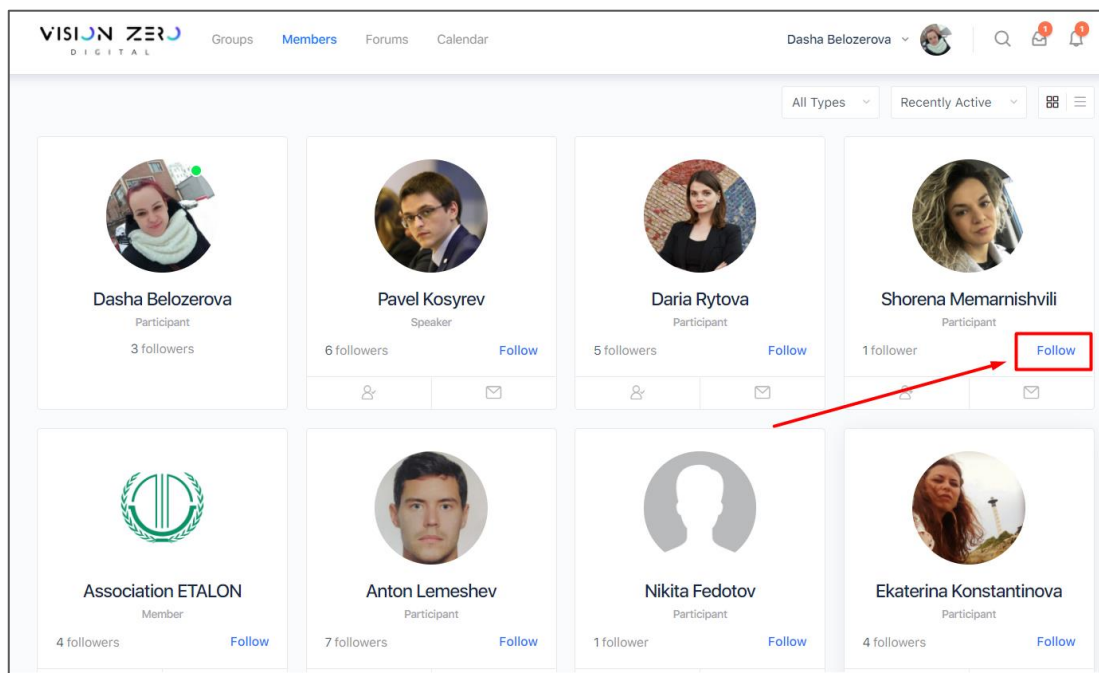 VISION ZERO
DIGITAL
Groups Members Forums Calendar
Dasha Belozerova
1 1
All Types Recently Active
Dasha Belozerova
Participant
3 followers
Pavel Kosyrev
Speaker
6 followers Follow
Daria Rytova
Participant
5 followers Follow
Shorena Memarnishvili
Participant
1 follower Follow
Association ETALON
Member
4 followers Follow
Anton Lemeshev
Participant
7 followers Follow
Nikita Fedotov
Participant
1 follower Follow
Ekaterina Konstantinova
Participant
4 followers Follow